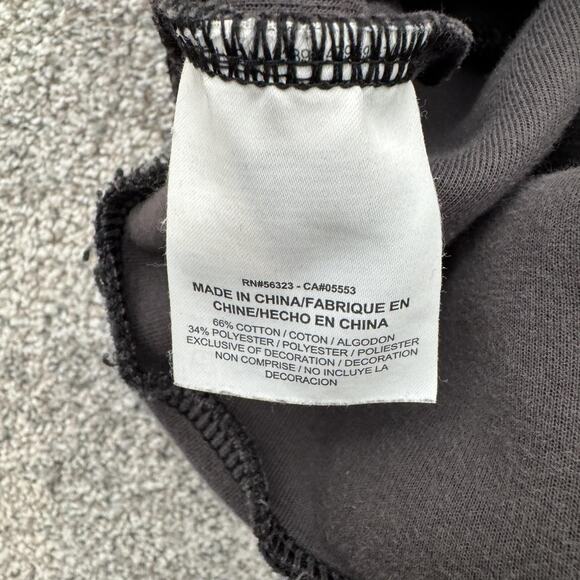 RN#56323 - CA#05553
MADE IN CHINA/FABRIQUE EN
CHINE/HECHO EN CHINA
66% COTTON / COTON / ALGODON
34% POLYESTER / POLYESTER / POLIESTER
EXCLUSIVE OF DECORATION / DECORATION
NON COMPRISE / NO INCLUYE LA
DECORACION